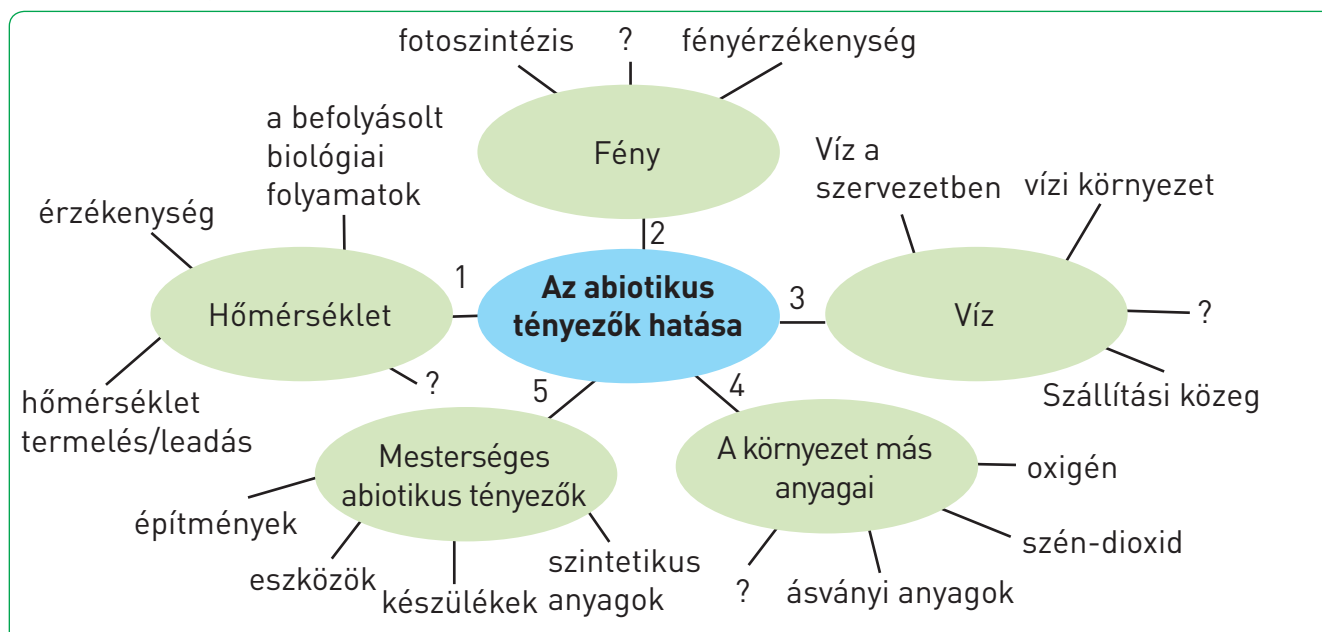 fotoszintézis
?
fényérzékenység
Fény
2
a befolyásolt
biológiai
folyamatok
érzékenység
Hőmérséklet
1
?
hőmérséklet
termelés/leadás
Az abiotikus
tényezők hatása
Víz a
szervezetben
vízi környezet
3
Víz
?
Szállítási közeg
5
Mesterséges
abiotikus tényezők
építmények
eszközök
készülékek
szintetikus
anyagok
4
A környezet más
anyagai
oxigén
szén-dioxid
ásványi anyagok
?